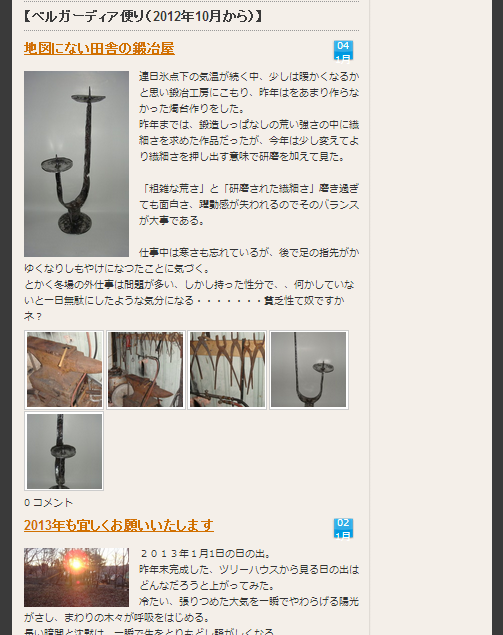 【ベルガーディア便り(2012年10月から)】
地図にない田舎の鍛冶屋
04
1月
連日氷点下の気温が続く中、少しは暖かくなるか
と思い鍛冶工房にこもり、昨年はをあまり作らな
かった燭台作りをした。
昨年までは、鍛造しっぱなしの荒い強さの中に繊
細さを求めた作品だったが、今年は少し変えてよ
り繊細さを押し出す意味で研磨を加えて見た。
「粗雑な荒さ」と「研磨された繊細さ」磨き過ぎ
ても面白さ、躍動感が失われるのでそのバランス
が大事である。
仕事中は寒さも忘れているが、後で足の指先がか
ゆくなりしもやけになつたことに気づく。
とかく冬場の外仕事は問題が多い、しかし持った性分で、、何かしていな
いと一日無駄にしたような気分になる・・・・・・・貧乏性て奴ですか
ネ?
0 コメント
2013年も宜しくお願いいたします
02
1月
2013年1月1日の日の出。
昨年末完成した、ツリーハウスから見る日の出は
どんなだろうと上がってみた。
冷たい、張りつめた大気を一瞬でやわらげる陽光
がさし、まわりの木々が呼吸をはじめる。
長い暗闇と沈黙は、一瞬で生をとりもどし騒がしくなる。